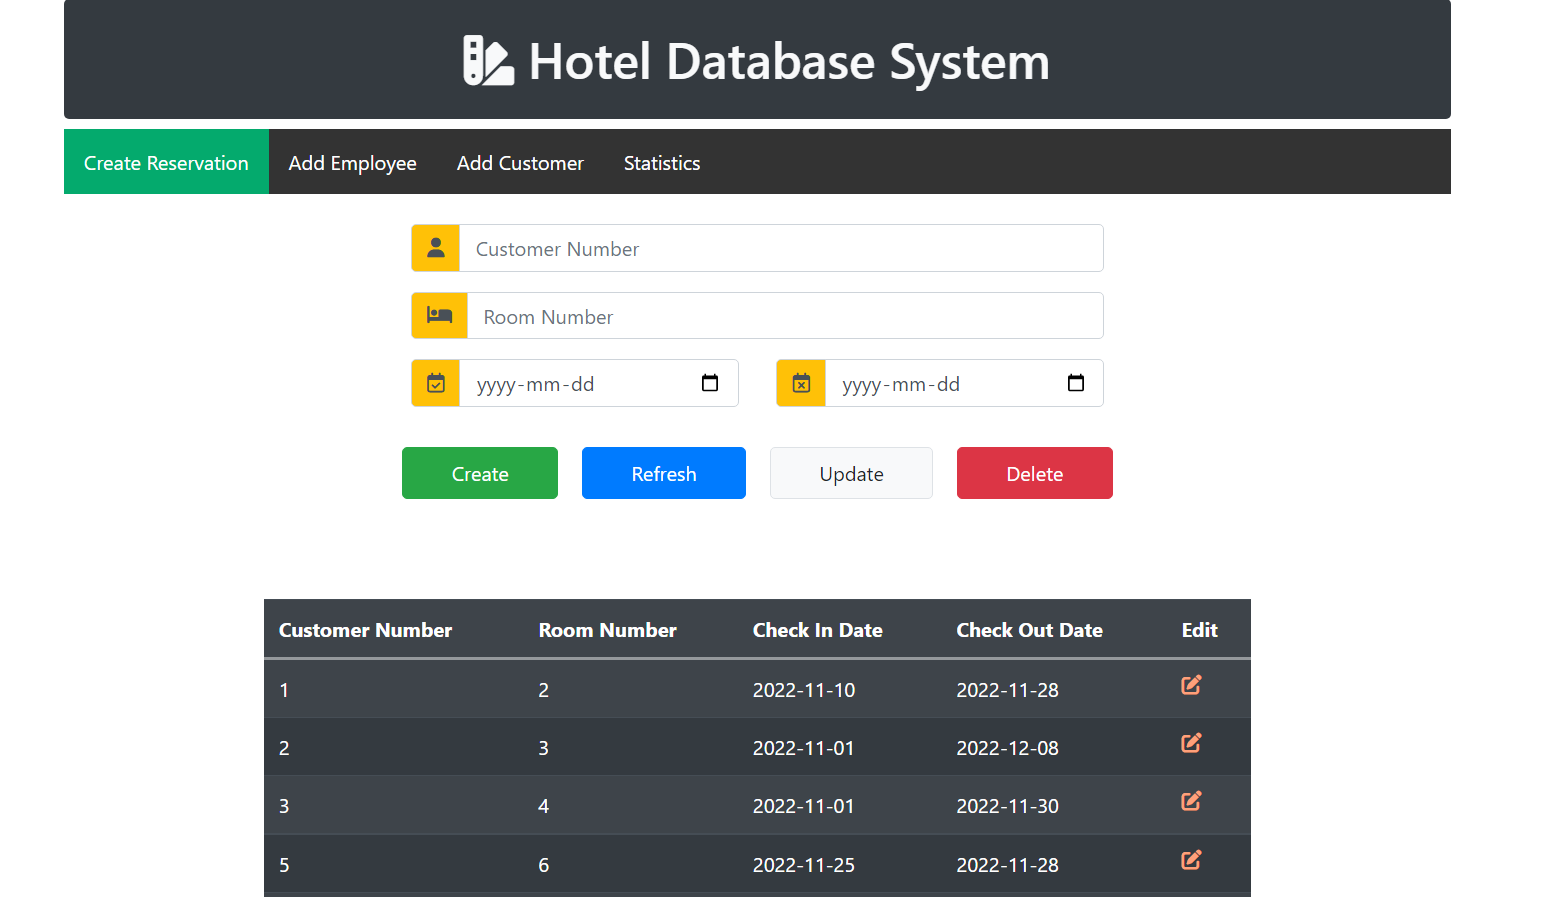 Hotel Database System
Create Reservation Add Employee Add Customer Statistics
Customer Number
Room Number
yyyy-mm-dd yyyy-mm-dd
Create Refresh Update Delete
Customer Number Room Number Check In Date Check Out Date Edit
1 2 2022-11-10 2022-11-28
2 3 2022-11-01 2022-12-08
3 4 2022-11-01 2022-11-30
5 6 2022-11-25 2022-11-28